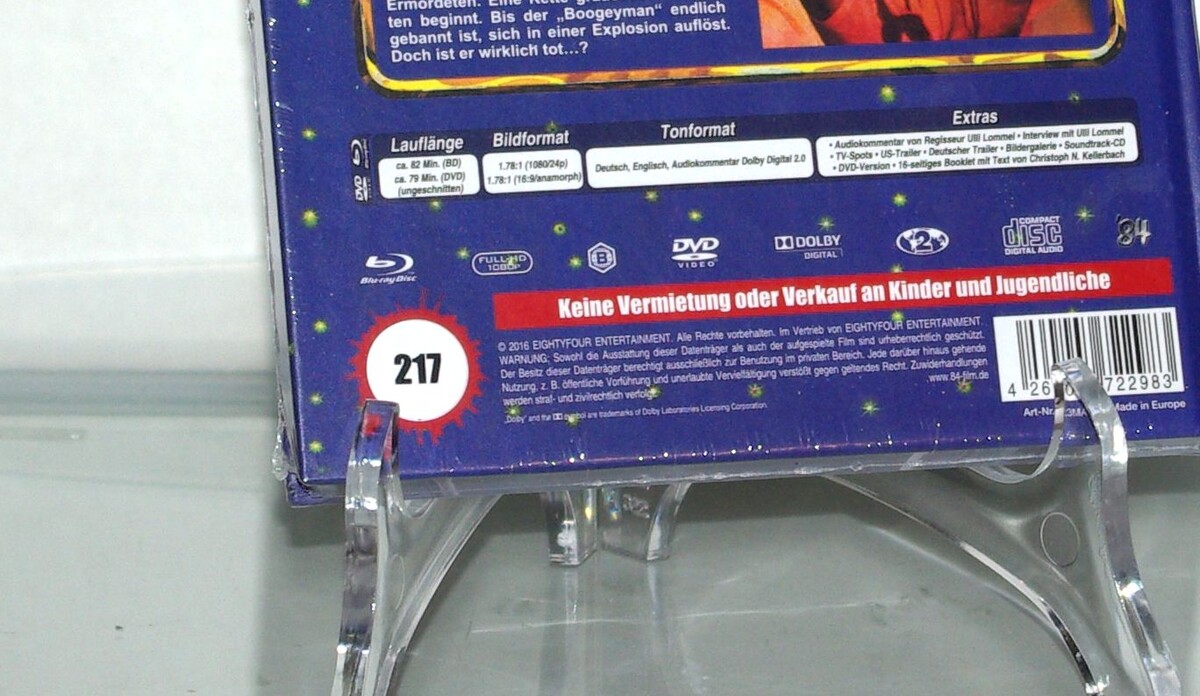 Ermordeten. Eine Kette
ten beginnt. Bis der „Boogeyman“ endlich
gebannt ist, sich in einer Explosion auflöst.
Doch ist er wirklich tot...?
Lauflänge
ca. 82 Min. (BD)
ca. 79 Min. (DVD)
(ungeschnitten)
Bildformat
1.78:1 (1080/24p)
1.78:1 (16:9/anamorph)
Tonformat
Deutsch, Englisch, Audiokommentar Dolby Digital 2.0
Extras
• Audiokommentar von Regisseur Ulli Lommel • Interview mit Ulli Lommel
• TV-Spots • US-Trailer • Deutscher Trailer • Bildergalerie • Soundtrack-CD
• DVD-Version • 16-seitiges Booklet mit Text von Christoph N. Kellerbach
DVD
Blu-ray Disc
FULL HD
1080P
B
DVD
VIDEO
DOLBY
DIGITAL
2
COMPACT
disc
DIGITAL AUDIO
'84
Keine Vermietung oder Verkauf an Kinder und Jugendliche
217
© 2016 EIGHTYFOUR ENTERTAINMENT. Alle Rechte vorbehalten. Im Vertrieb von EIGHTYFOUR ENTERTAINMENT.
WARNUNG: Sowohl die Ausstattung dieser Datenträger als auch der aufgespielte Film sind urheberrechtlich geschützt.
Der Besitz dieser Datenträger berechtigt ausschließlich zur Benutzung im privaten Bereich. Jede darüber hinaus gehende
Nutzung, z. B. öffentliche Vorführung und unerlaubte Vervielfältigung verstößt gegen geltendes Recht. Zuwiderhandlungen
werden straf- und zivilrechtlich verfolgt.
www.84-film.de
„Dolby“ and the symbol are trademarks of Dolby Laboratories Licensing Corporation.
4 26 722983
Art-Nr. Made in Europe